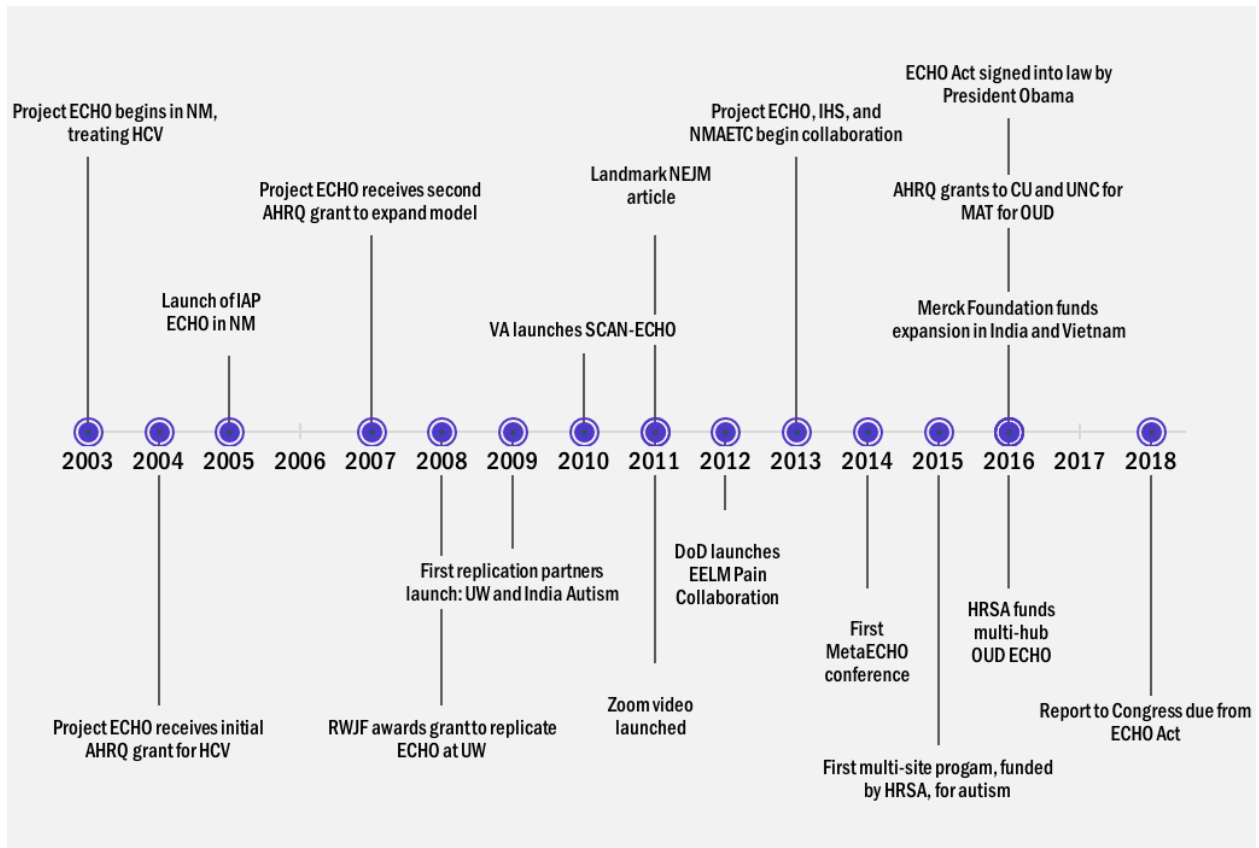 ECHO Act signed into law by
President Obama
Project ECHO begins in NM,
treating HCV
Project ECHO, IHS, and
NMAETC begin collaboration
Landmark NEJM
article
Project ECHO receives second
AHRQ grant to expand model
AHRQ grants to CU and UNC for
MAT for OUD
Launch of IAP
ECHO in NM
VA launches SCAN-ECHO
Merck Foundation funds
expansion in India and Vietnam
2003 2004 2005 2006 2007 2008 2009 2010 2011 2012 2013 2014 2015 2016 2017 2018
First replication partners
launch: UW and India Autism
DoD launches
EELM Pain
Collaboration
HRSA funds
multi-hub
OUD ECHO
First
MetaECHO
conference
Project ECHO receives initial
AHRQ grant for HCV
RWJF awards grant to replicate
ECHO at UW
Zoom video
launched
Report to Congress due from
ECHO Act
First multi-site progam, funded
by HRSA, for autism